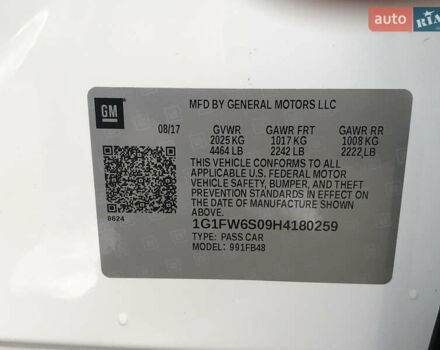 auto.ria
GM
MFD BY GENERAL MOTORS LLC
08/17 GVWR GAWR FRT GAWR RR
2025 KG 1017 KG 1008 KG
4464 LB 2242 LB 2222 LB
THIS VEHICLE CONFORMS TO ALL
APPLICABLE U.S. FEDERAL MOTOR
VEHICLE SAFETY, BUMPER, AND THEFT
PREVENTION STANDARDS IN EFFECT ON
THE DATE OF MANUFACTURE SHOWN
ABOVE.
8624
1G1FW6S09H4180259
TYPE: PASS CAR
MODEL: 991FB48